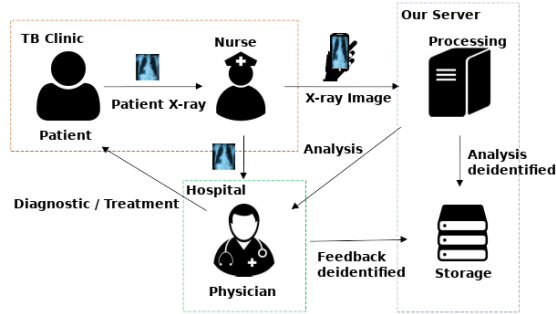 Our Server
TB Clinic
Nurse
Processing
Patient X-ray
X-ray Image
Patient
Analysis
Analysis
deidentified
Hospital
Diagnostic / Treatment
Feedback
deidentified
Storage
Physician